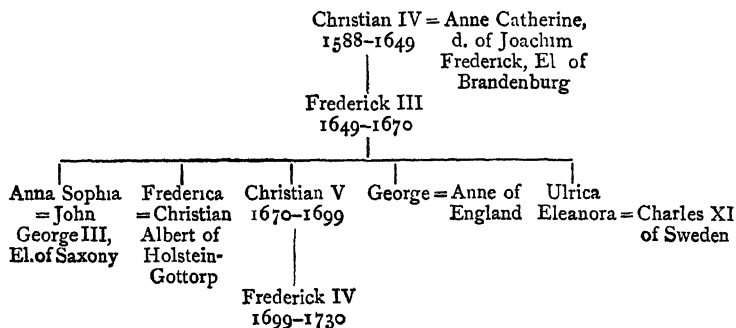 Christian IV = Anne Catherine,
1588–1649 d. of Joachim
Frederick, El of
Brandenburg
Frederick III
1649–1670
Anna Sophia
= John
George III,
El. of Saxony
Frederica
= Christian
Albert of
Holstein-
Gottorp
Christian V
1670–1699
George = Anne of
England
Ulrica
Eleanora = Charles XI
of Sweden
Frederick IV
1699–1730